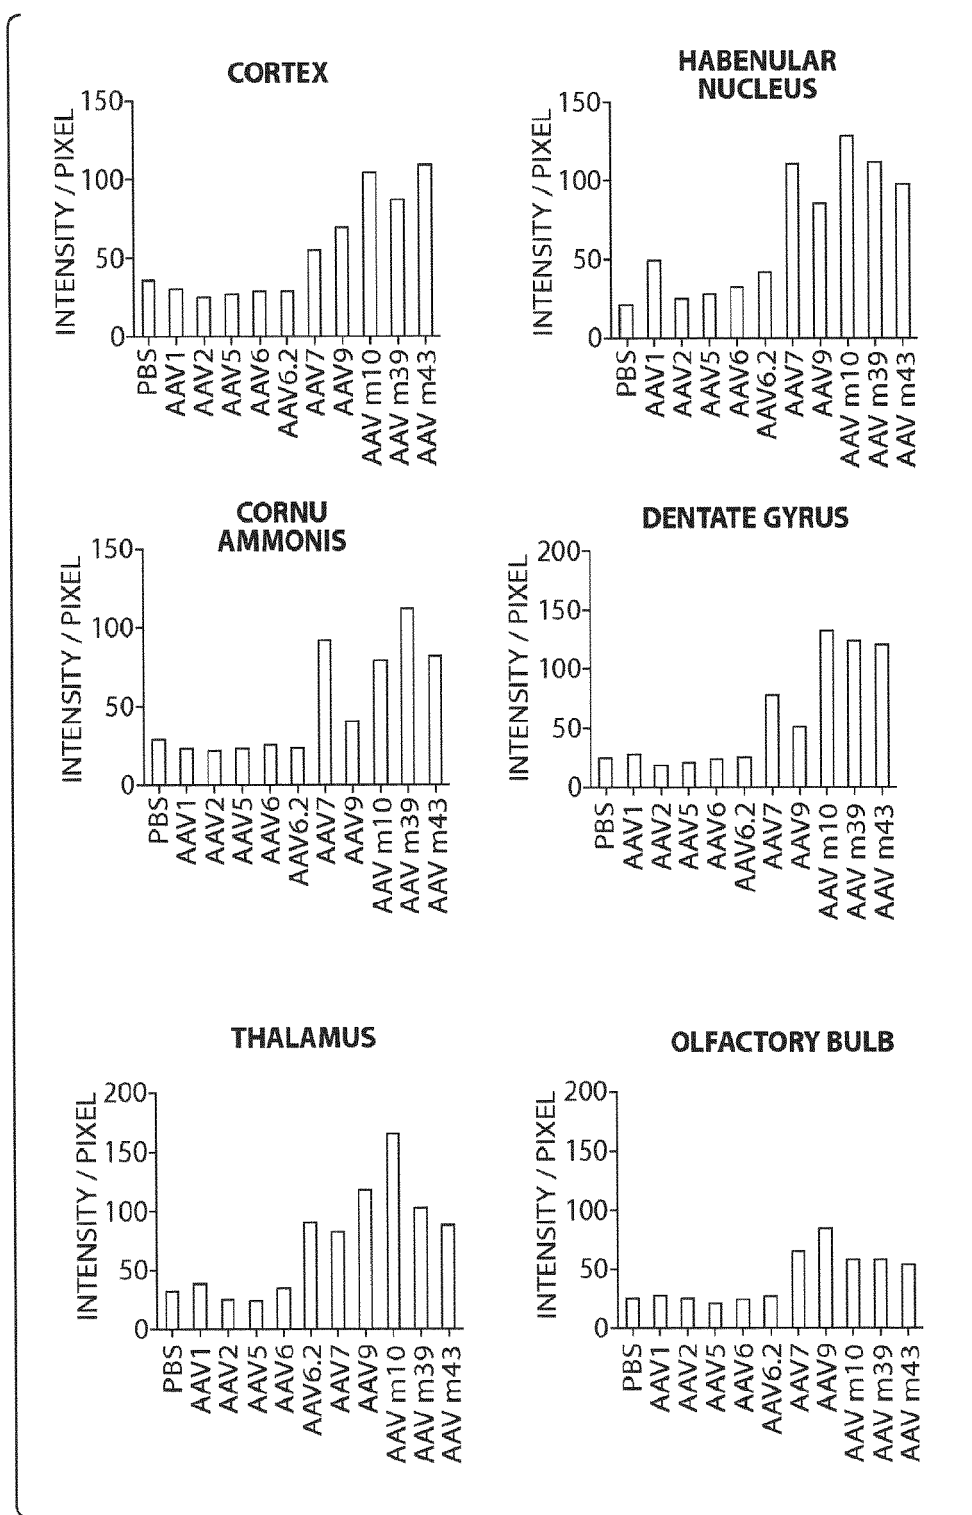 CORTEX
INTENSITY / PIXEL
150
100
50
0
PBS
AAV1
AAV2
AAV5
AAV6
AAV6.2
AAV7
AAV9
AAV m10
AAV m39
AAV m43
HABENULAR
NUCLEUS
INTENSITY / PIXEL
150
100
50
0
PBS
AAV1
AAV2
AAV5
AAV6
AAV6.2
AAV7
AAV9
AAV m10
AAV m39
AAV m43
CORNU
AMMONIS
INTENSITY / PIXEL
150
100
50
0
PBS
AAV1
AAV2
AAV5
AAV6
AAV6.2
AAV7
AAV9
AAV m10
AAV m39
AAV m43
DENTATE GYRUS
INTENSITY / PIXEL
200
150
100
50
0
PBS
AAV1
AAV2
AAV5
AAV6
AAV6.2
AAV7
AAV9
AAV m10
AAV m39
AAV m43
THALAMUS
INTENSITY / PIXEL
200
150
100
50
0
PBS
AAV1
AAV2
AAV5
AAV6
AAV6.2
AAV7
AAV9
AAV m10
AAV m39
AAV m43
OLFACTORY BULB
INTENSITY / PIXEL
200
150
100
50
0
PBS
AAV1
AAV2
AAV5
AAV6
AAV6.2
AAV7
AAV9
AAV m10
AAV m39
AAV m43